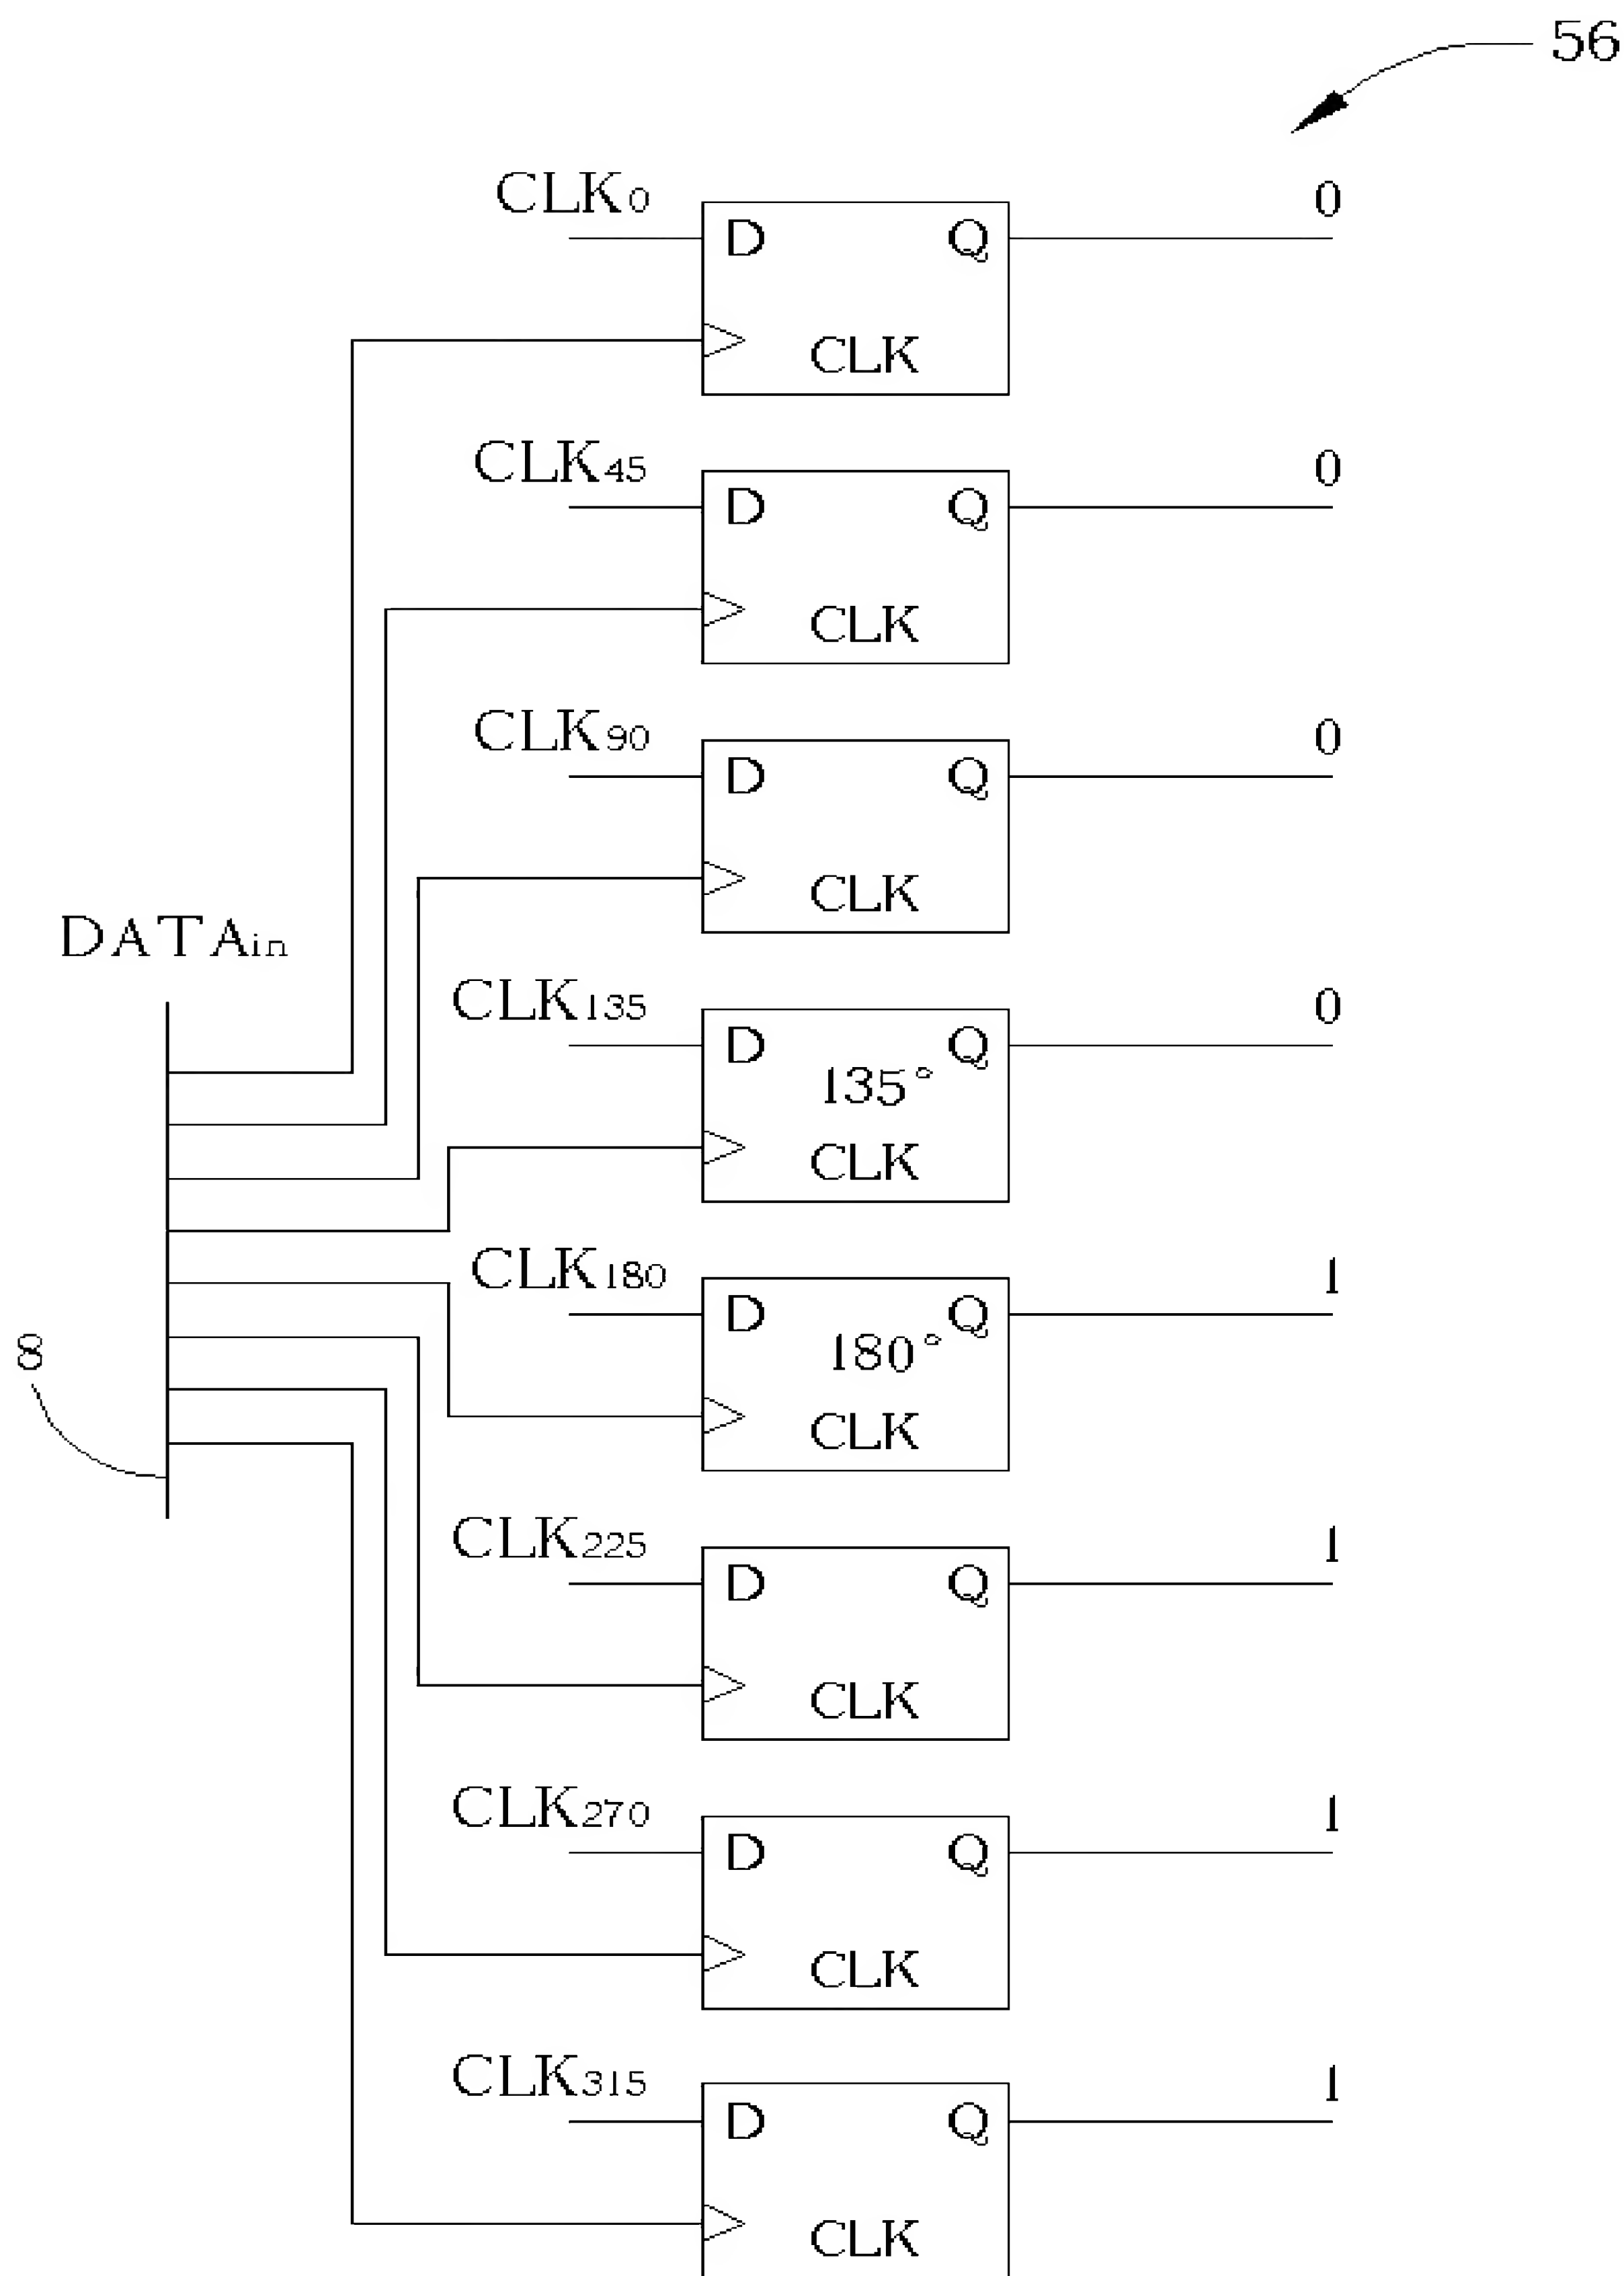 56
CLK0 0
D Q
CLK
CLK45 0
D Q
CLK
CLK90 0
D Q
CLK
DATAin
CLK135 0
D Q
135°
CLK
CLK180 1
D Q
180°
8
CLK
CLK225 1
D Q
CLK
CLK270 1
D Q
CLK
CLK315 1
D Q
CLK